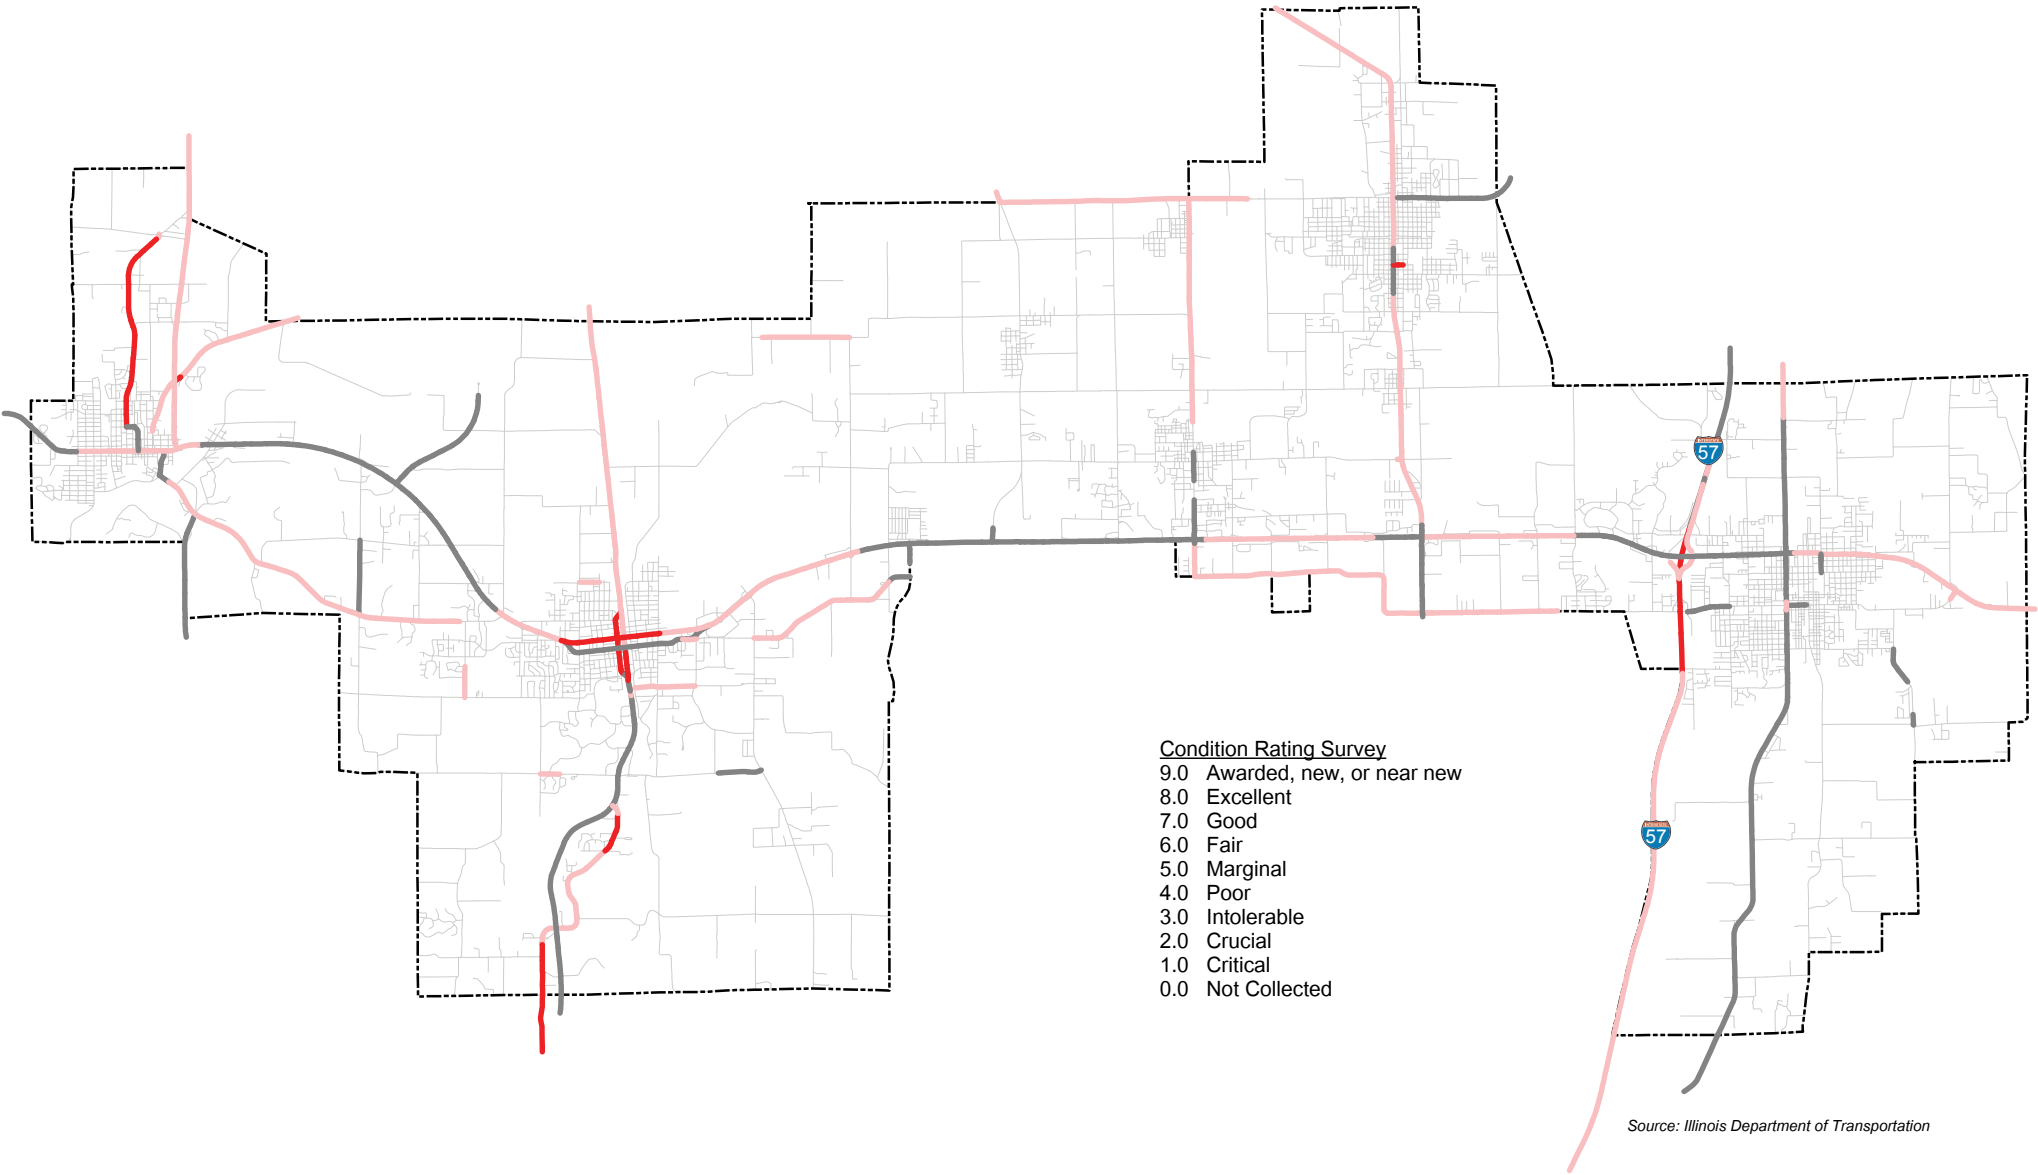 57
Condition Rating Survey
9.0 Awarded, new, or near new
8.0 Excellent
7.0 Good
6.0 Fair
5.0 Marginal
4.0 Poor
3.0 Intolerable
2.0 Crucial
1.0 Critical
0.0 Not Collected
57
Source: Illinois Department of Transportation